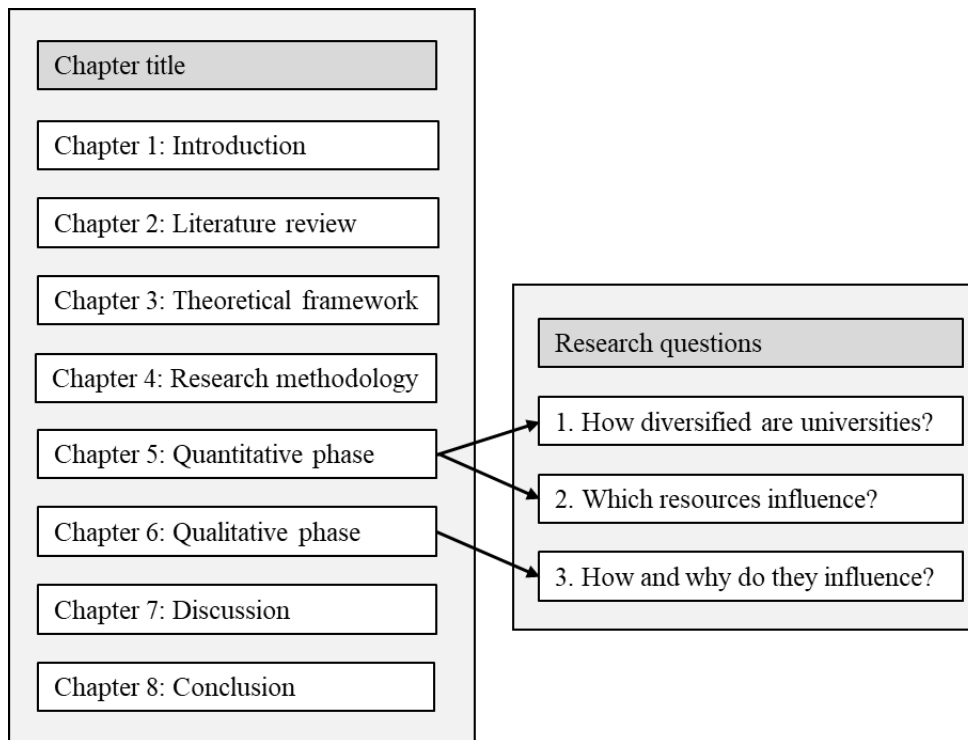 Chapter title
Chapter 1: Introduction
Chapter 2: Literature review
Chapter 3: Theoretical framework
Chapter 4: Research methodology
Chapter 5: Quantitative phase
Chapter 6: Qualitative phase
Chapter 7: Discussion
Chapter 8: Conclusion
Research questions
1. How diversified are universities?
2. Which resources influence?
3. How and why do they influence?